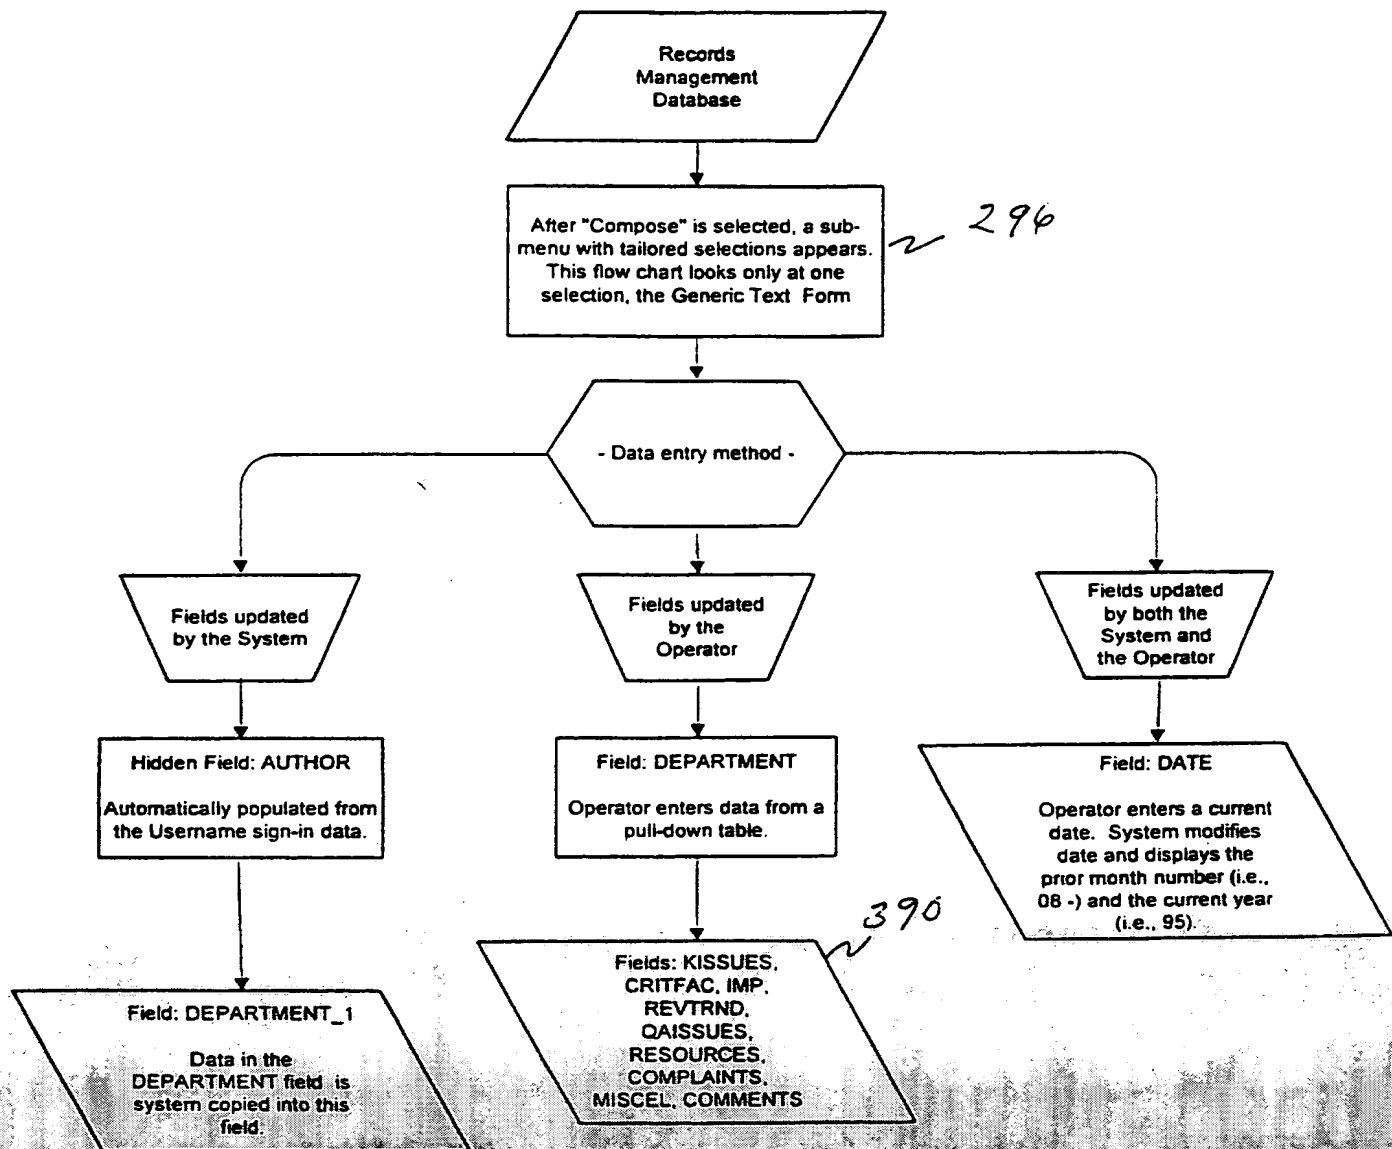 Records
Management
Database
After "Compose" is selected, a sub-
menu with tailored selections appears.
This flow chart looks only at one
selection, the Generic Text Form
296
- Data entry method -
Fields updated
by the System
Fields updated
by the
Operator
Fields updated
by both the
System and
the Operator
Hidden Field: AUTHOR
Automatically populated from
the Username sign-in data.
Field: DEPARTMENT
Operator enters data from a
pull-down table.
Field: DATE
Operator enters a current
date. System modifies
date and displays the
prior month number (i.e.,
08 -) and the current year
(i.e., 95).
390
Field: DEPARTMENT_1
Data in the
DEPARTMENT field is
system copied into this
field.
Fields: KISSUES,
CRITFAC, IMP,
REVTRND,
QAISSUES,
RESOURCES,
COMPLAINTS,
MISCEL, COMMENTS